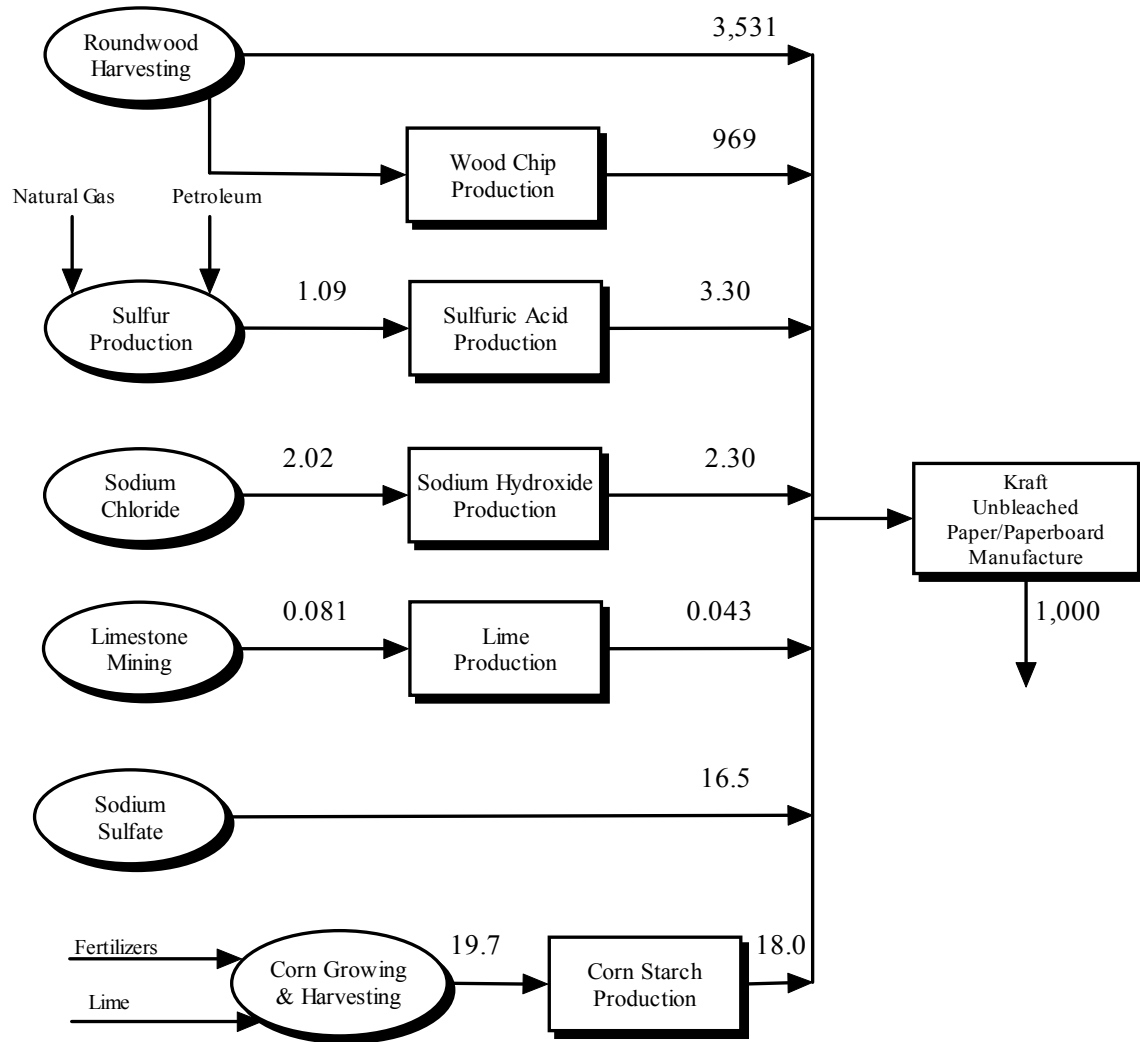 3,531
Roundwood
Harvesting
969
Wood Chip
Production
Natural Gas
Petroleum
1.09
3.30
Sulfur
Production
Sulfuric Acid
Production
2.02
2.30
Sodium
Chloride
Sodium Hydroxide
Production
Kraft
Unbleached
Paper/Paperboard
Manufacture
0.081
0.043
1,000
Limestone
Mining
Lime
Production
16.5
Sodium
Sulfate
Fertilizers
Lime
19.7
18.0
Corn Growing
& Harvesting
Corn Starch
Production